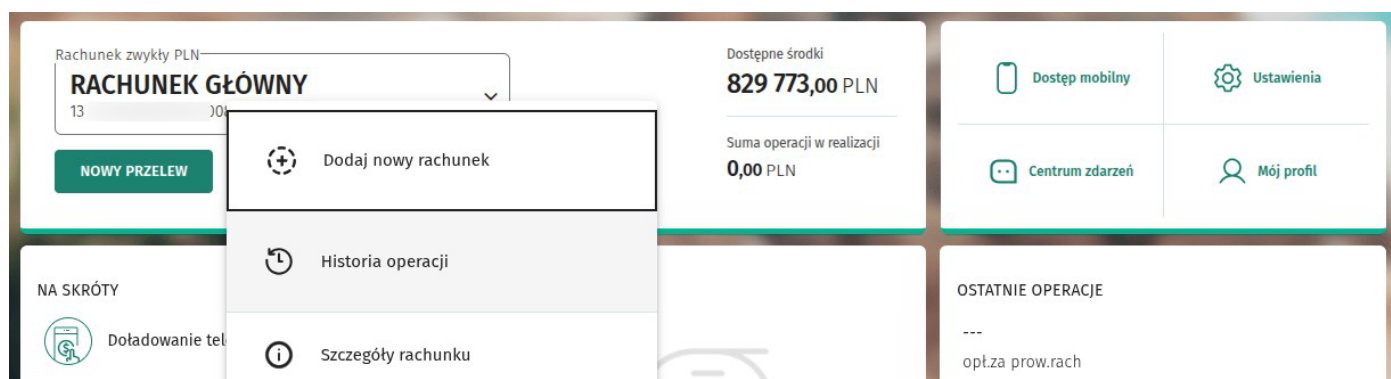 Rachunek zwykły PLN
RACHUNEK GŁÓWNY
13
NOWY PRZELEW
Dodaj nowy rachunek
Historia operacji
Szczegóły rachunku
Dostępne środki
829 773,00 PLN
Suma operacji w realizacji
0,00 PLN
Dostęp mobilny
Ustawienia
Centrum zdarzeń
Mój profil
NA SKRÓTY
Doładowanie
OSTATNIE OPERACJE
---
opł.za prow.rach